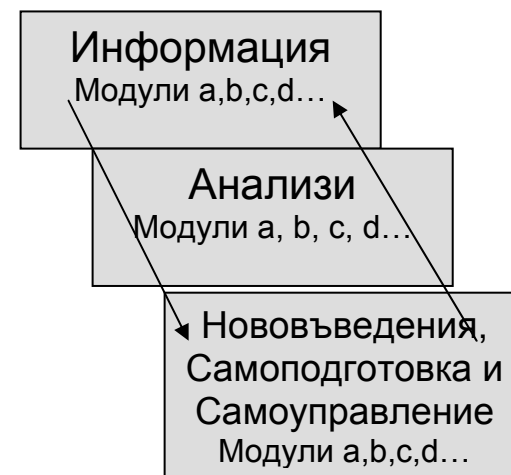 Информация
Модули a,b,c,d…
Анализи
Модули a, b, c, d…
Нововъведения,
Самоподготовка и
Самоуправление
Модули a,b,c,d…